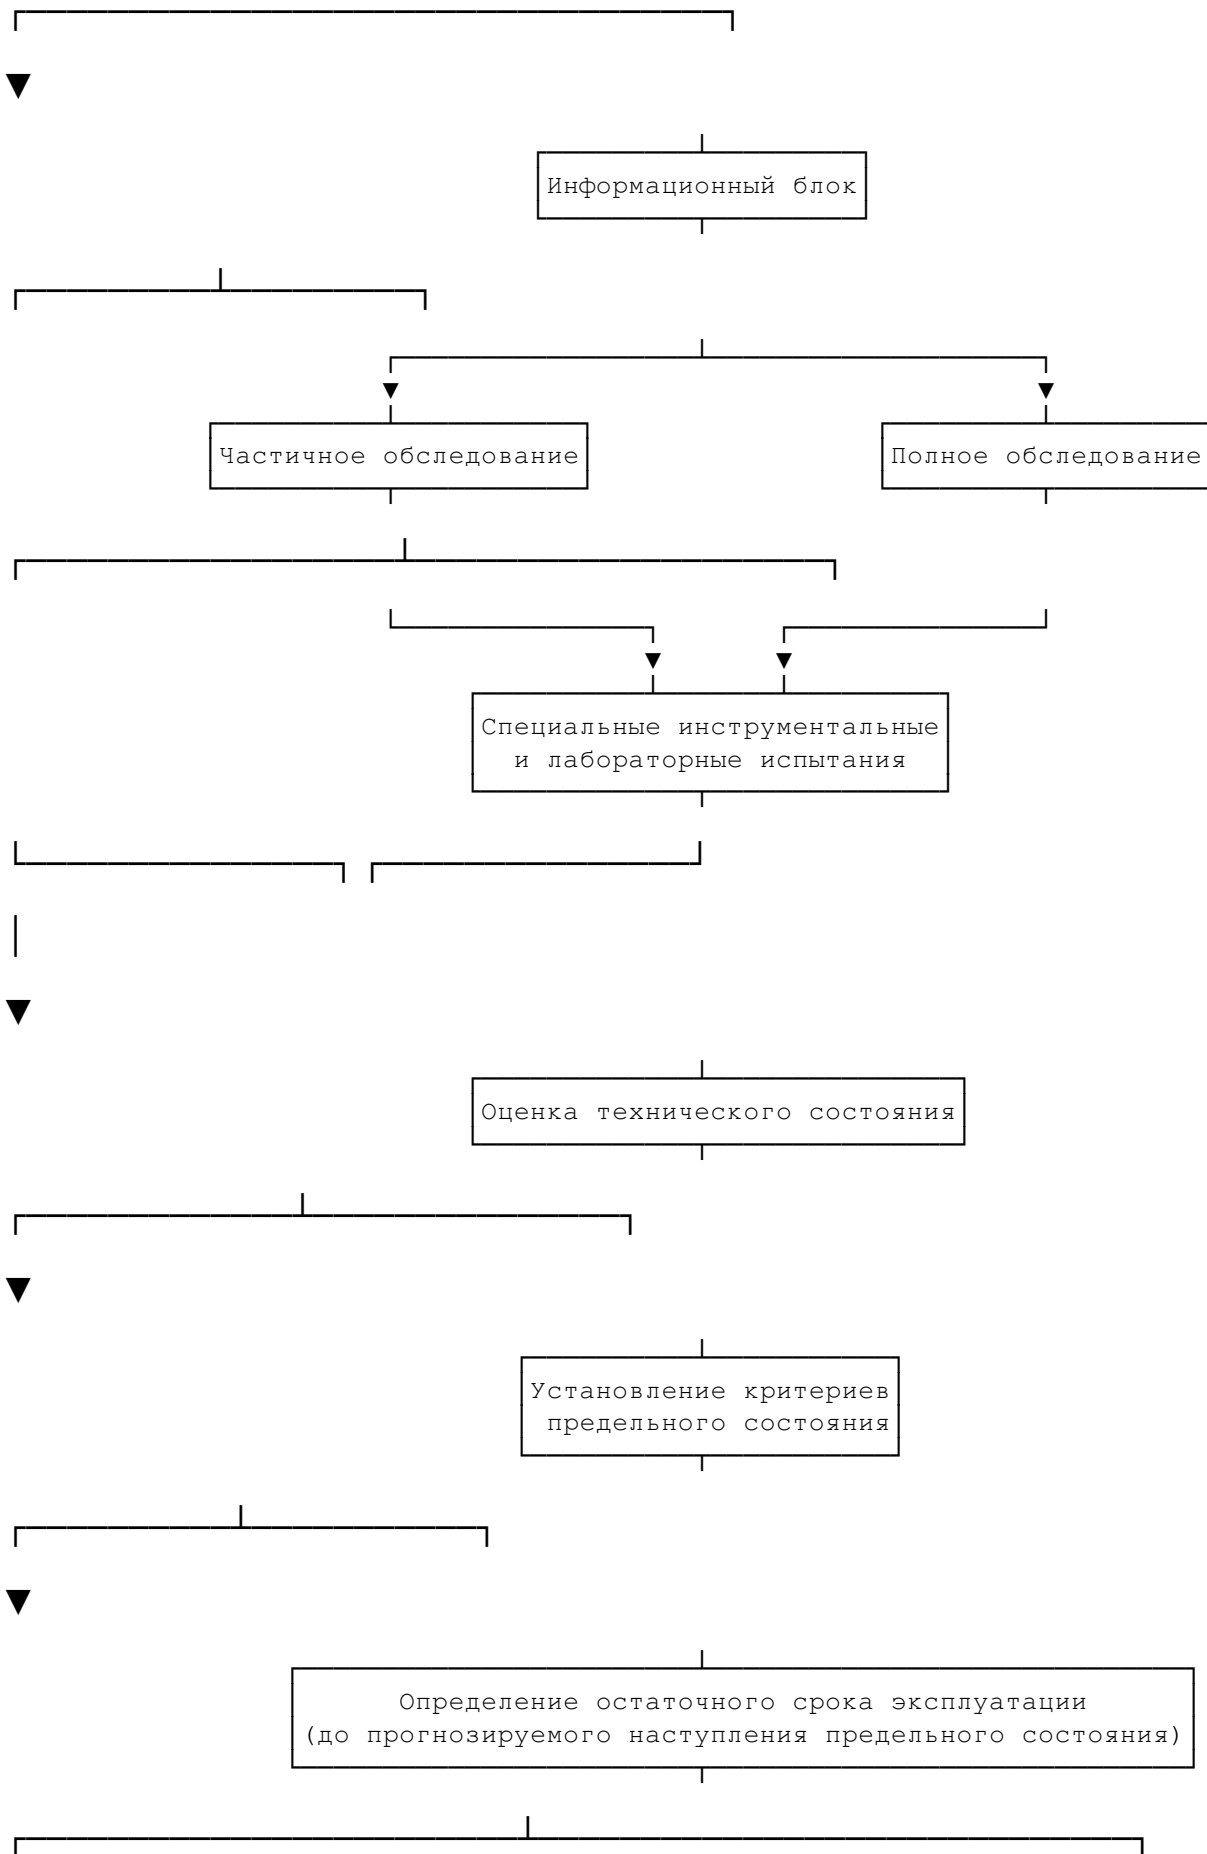 Информационный блок
Частичное обследование
Полное обследование
Специальные инструментальные
и лабораторные испытания
Оценка технического состояния
Установление критериев
предельного состояния
Определение остаточного срока эксплуатации
(до прогнозируемого наступления предельного состояния)